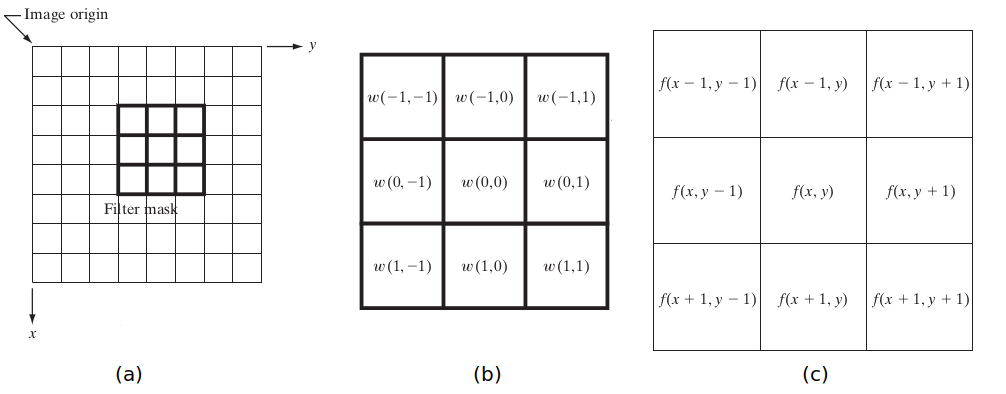 Image origin
y
Filter mask
x
(a)
w(−1,−1) w(−1,0) w(−1,1)
w(0,−1) w(0,0) w(0,1)
w(1,−1) w(1,0) w(1,1)
(b)
f(x − 1, y − 1) f(x − 1, y) f(x − 1, y + 1)
f(x, y − 1) f(x, y) f(x, y + 1)
f(x + 1, y − 1) f(x + 1, y) f(x + 1, y + 1)
(c)